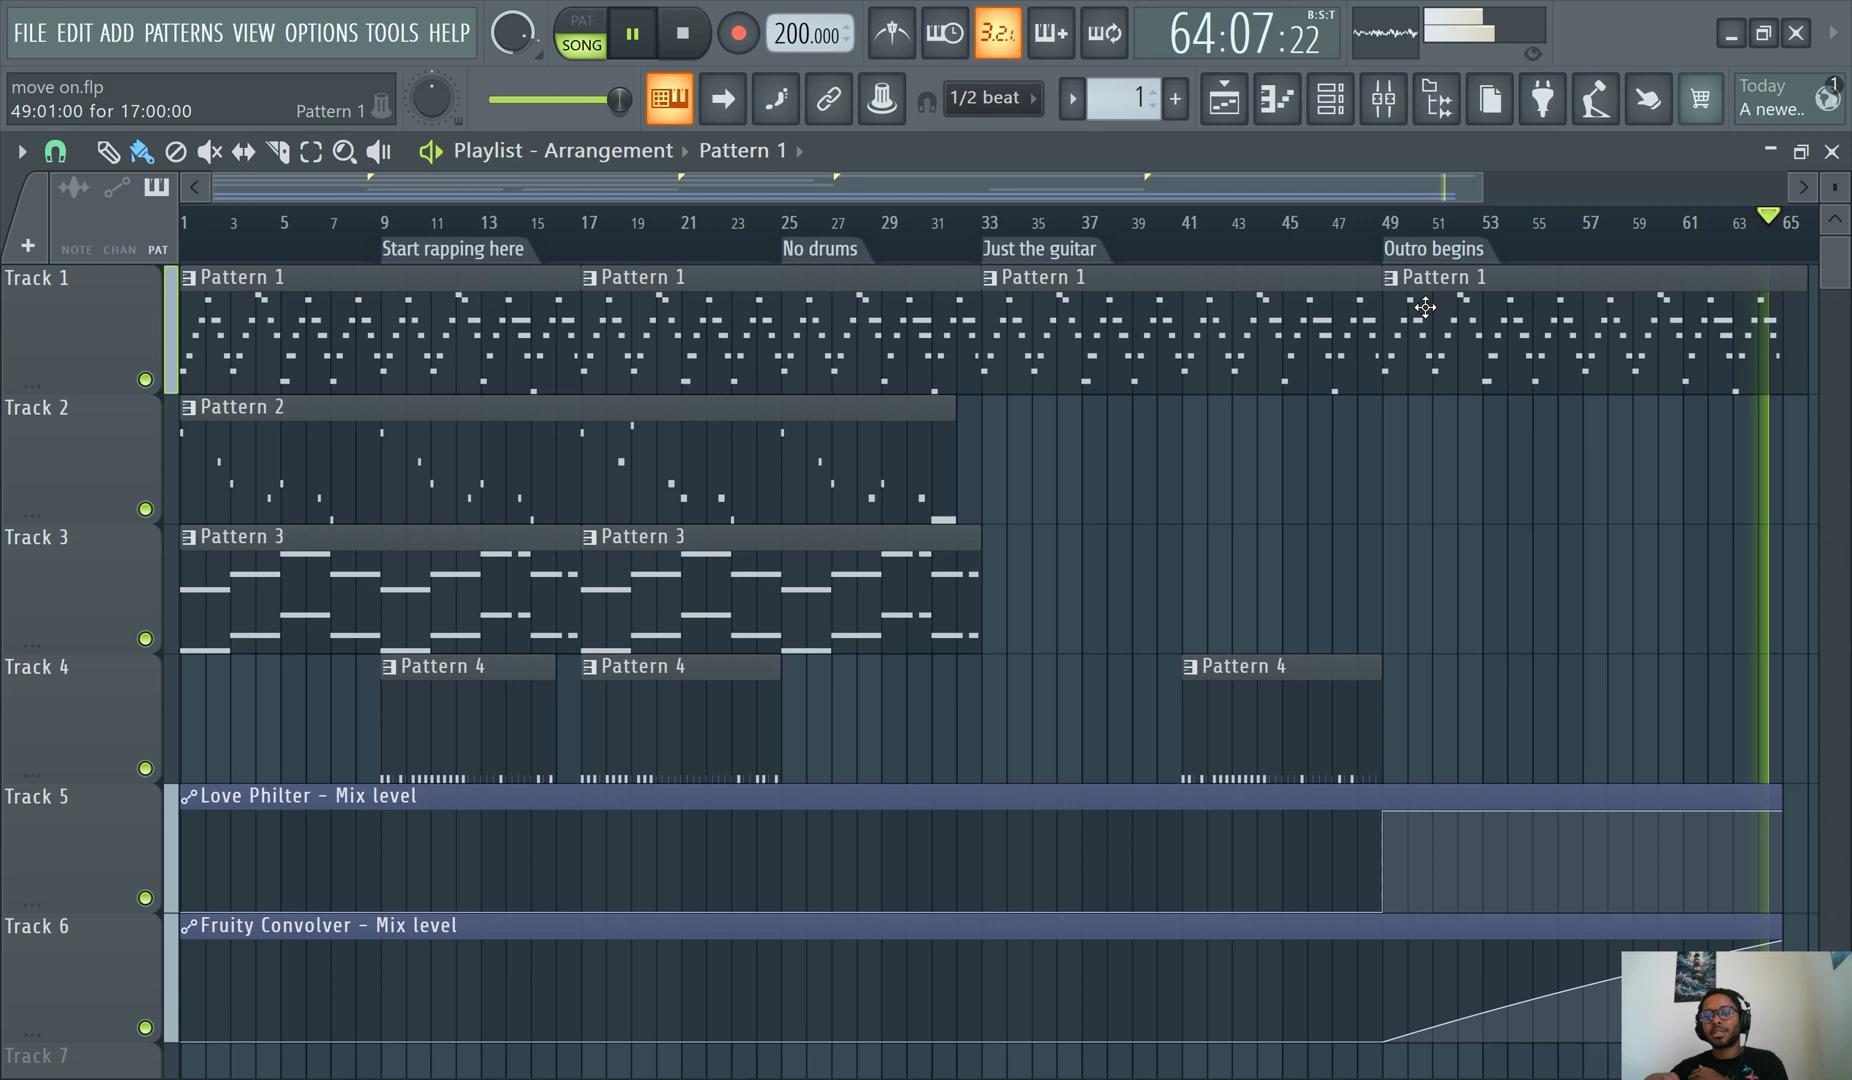 FILE EDIT ADD PATTERNS VIEW OPTIONS TOOLS HELP
PAT
SONG
200.000
3.2.
64:07:22
B:S:T
move on.flp
49:01:00 for 17:00:00
Pattern 1
1/2 beat
1
+
Today
1
A newe..
Playlist - Arrangement
Pattern 1
NOTE CHAN PAT
+
1 3 5 7 9 11 13 15 17 19 21 23 25 27 29 31 33 35 37 39 41 43 45 47 49 51 53 55 57 59 61 63 65
Start rapping here
No drums
Just the guitar
Outro begins
Track 1
Pattern 1
Pattern 1
Pattern 1
Pattern 1
Track 2
Pattern 2
Track 3
Pattern 3
Pattern 3
Track 4
Pattern 4
Pattern 4
Pattern 4
Track 5
Love Philter - Mix level
Track 6
Fruity Convolver - Mix level
Track 7